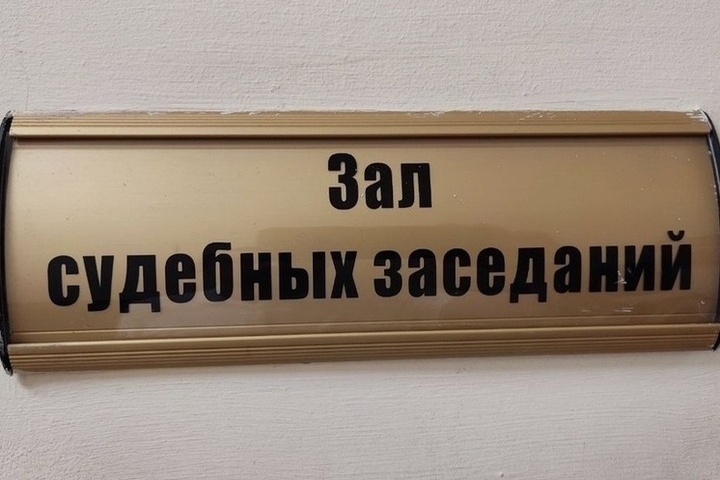 Зал
судебных заседаний